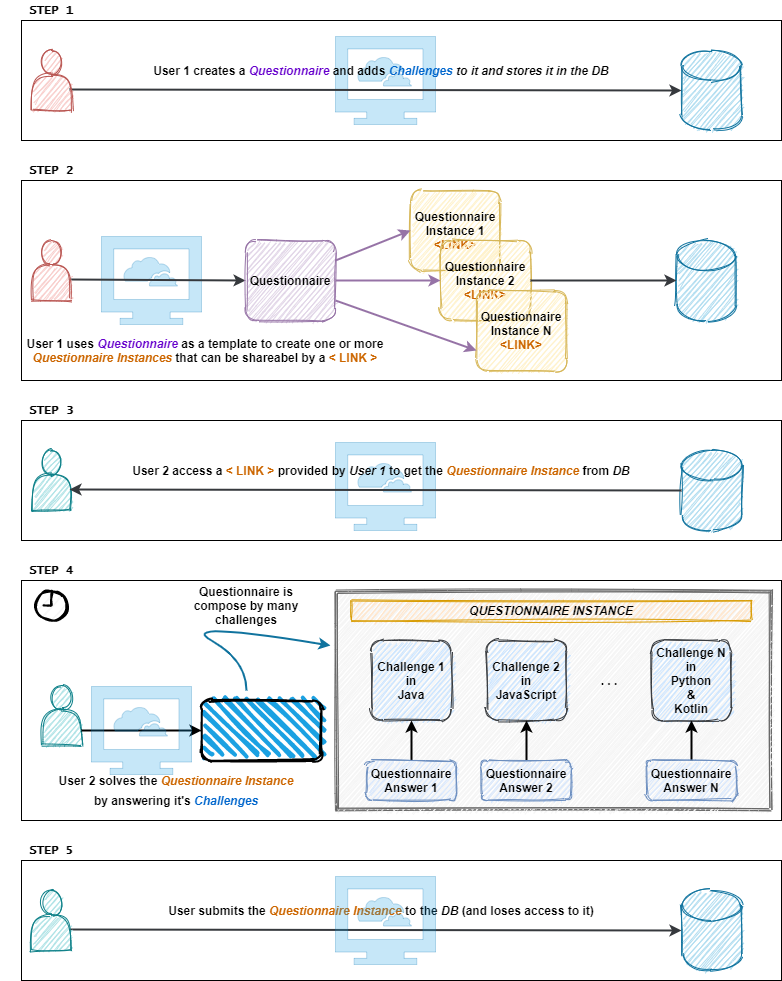 STEP 1
User 1 creates a Questionnaire and adds Challenges to it and stores it in the DB
STEP 2
Questionnaire
Instance 1
<LINK>
Questionnaire
Questionnaire
Instance 2
<LINK>
Questionnaire
Instance N
<LINK>
User 1 uses Questionnaire as a template to create one or more
Questionnaire Instances that can be shareabel by a < LINK >
STEP 3
User 2 access a < LINK > provided by User 1 to get the Questionnaire Instance from DB
STEP 4
Questionnaire is
compose by many
challenges
QUESTIONNAIRE INSTANCE
Challenge 1
in
Java
Challenge 2
in
JavaScript
...
Challenge N
in
Python
&
Kotlin
Questionnaire
Answer 1
Questionnaire
Answer 2
Questionnaire
Answer N
User 2 solves the Questionnaire Instance
by answering it's Challenges
STEP 5
User submits the Questionnaire Instance to the DB (and loses access to it)